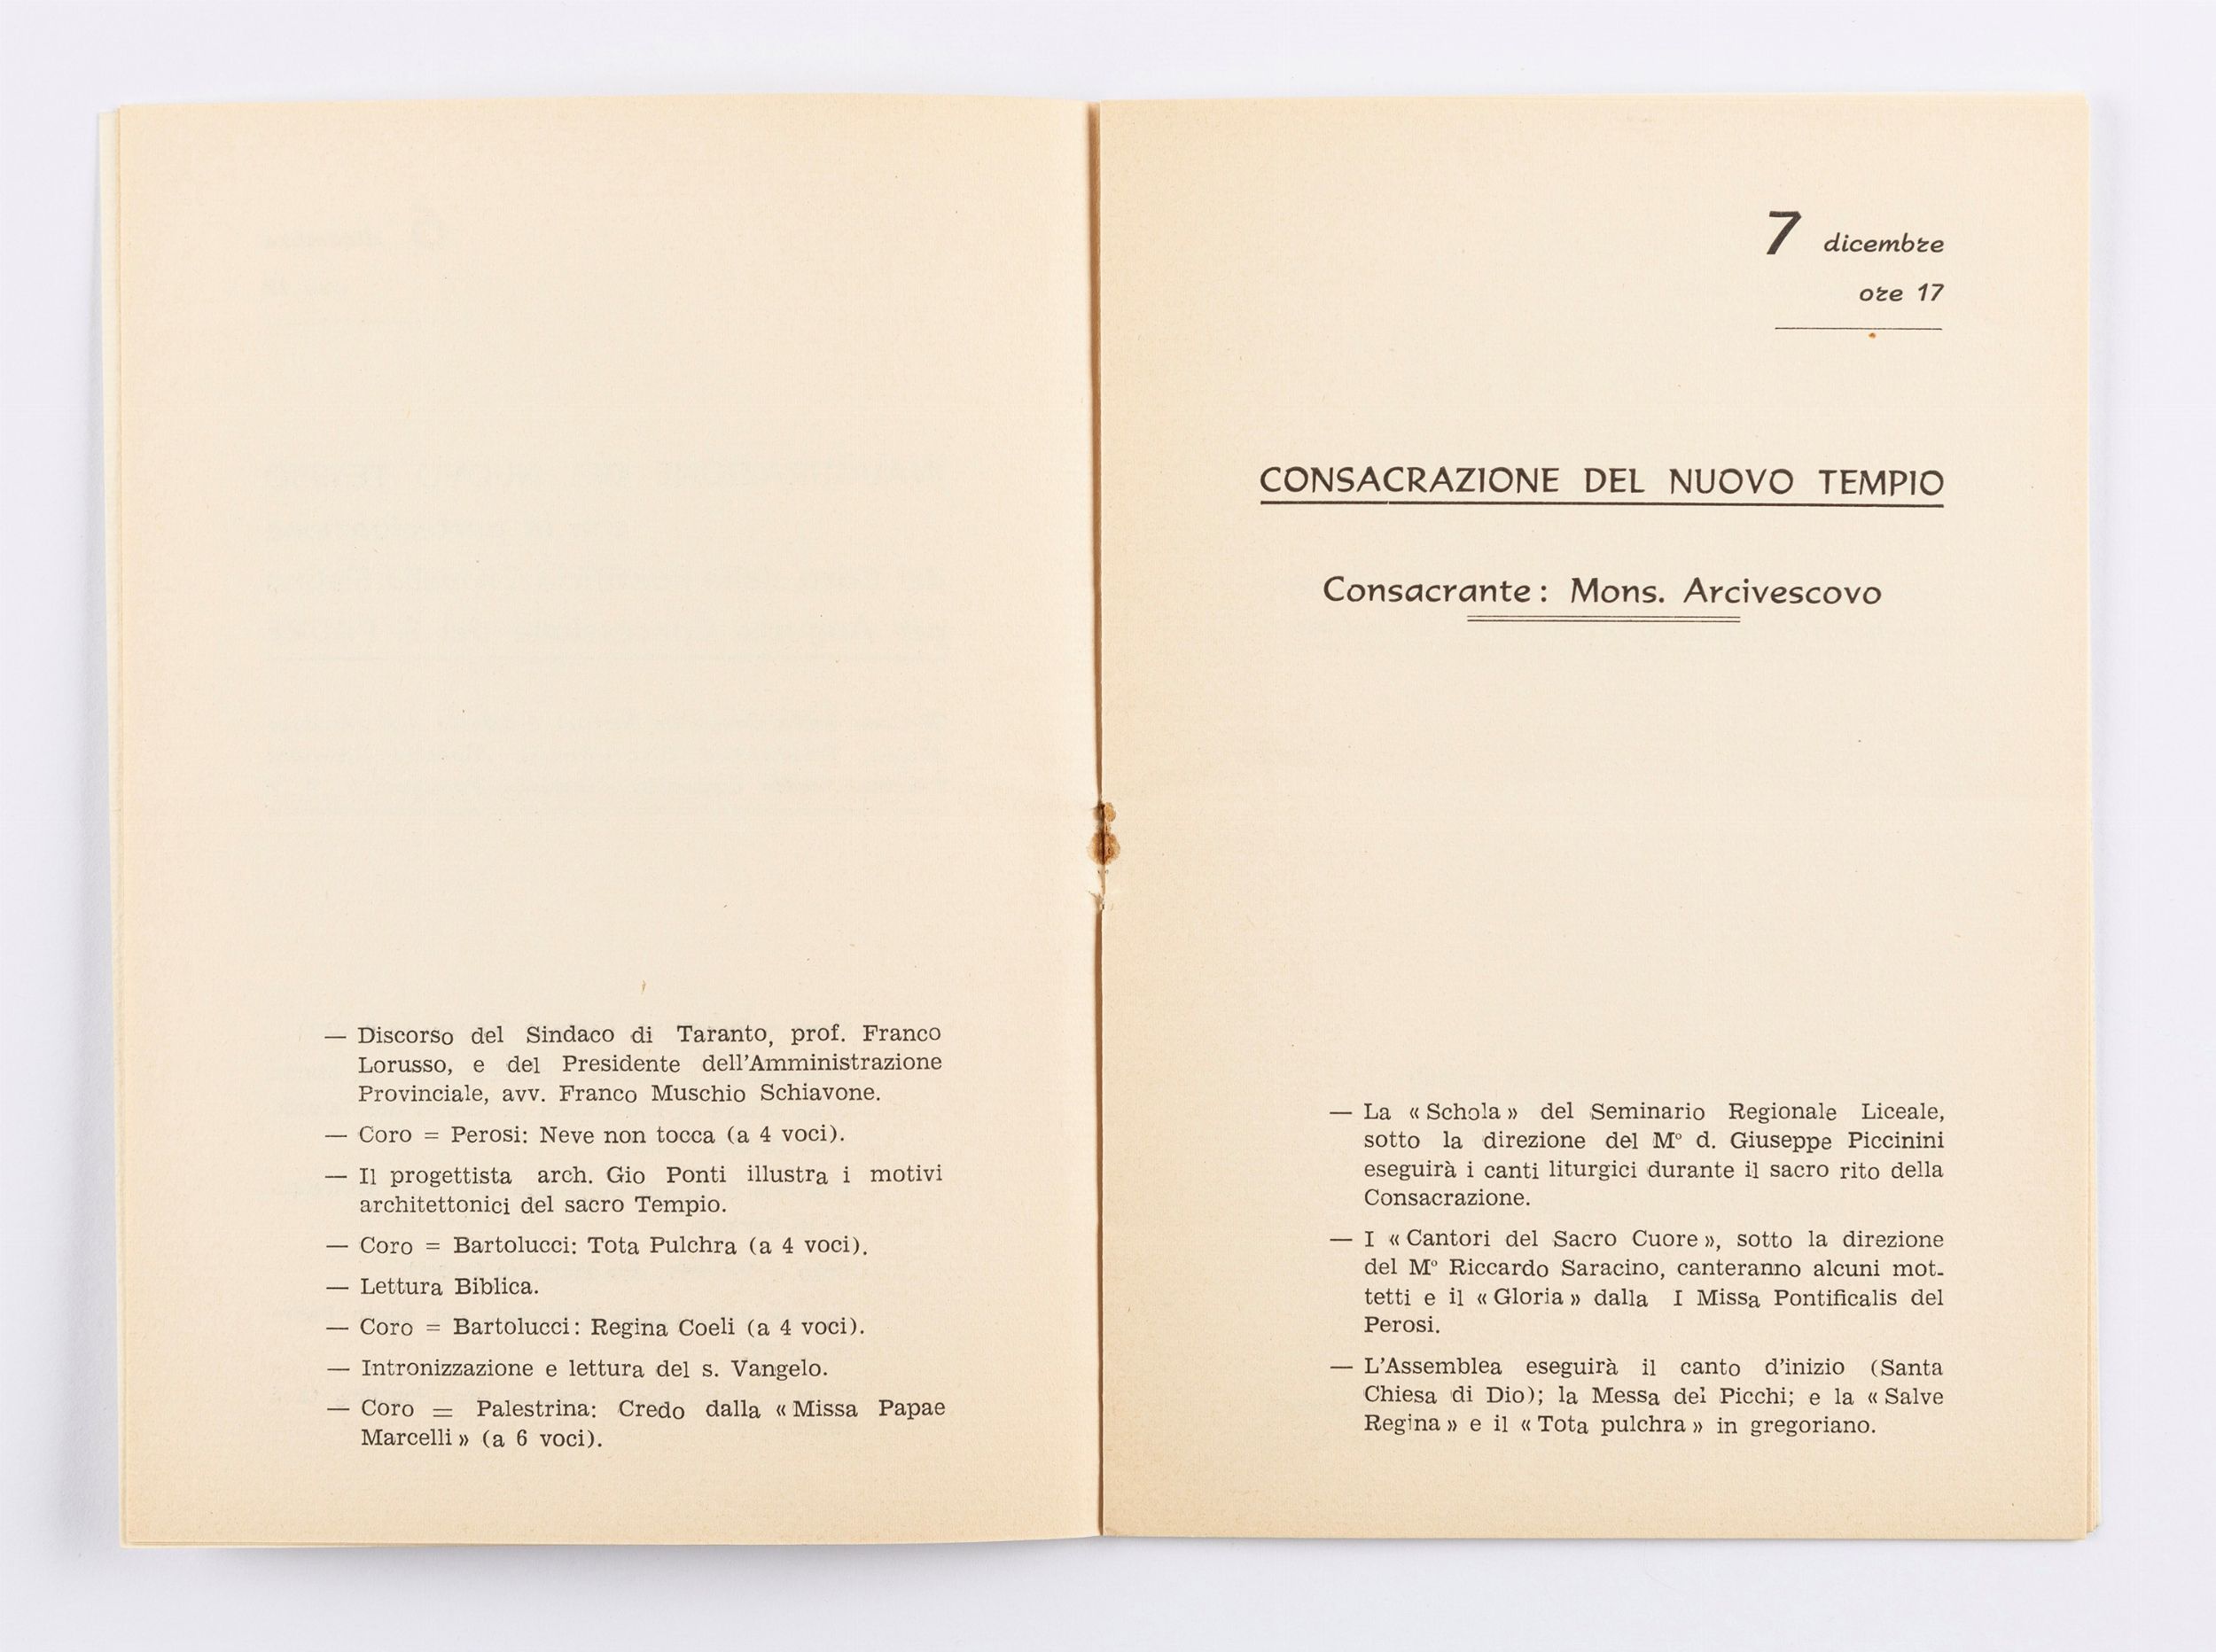 — Discorso del Sindaco di Taranto, prof. Franco
Lorusso, e del Presidente dell'Amministrazione
Provinciale, avv. Franco Muschio Schiavone.
— Coro = Perosi: Neve non tocca (a 4 voci).
— Il progettista arch. Gio Ponti illustra i motivi
architettonici del sacro Tempio.
— Coro = Bartolucci: Tota Pulchra (a 4 voci).
— Lettura Biblica.
— Coro = Bartolucci: Regina Coeli (a 4 voci).
— Intronizzazione e lettura del s. Vangelo.
— Coro = Palestrina: Credo dalla « Missa Papae
Marcelli » (a 6 voci).
7 dicembre
ore 17
CONSACRAZIONE DEL NUOVO TEMPIO
Consacrante: Mons. Arcivescovo
— La « Schola » del Seminario Regionale Liceale,
sotto la direzione del Mº d. Giuseppe Piccinini
eseguirà i canti liturgici durante il sacro rito della
Consacrazione.
— I « Cantori del Sacro Cuore », sotto la direzione
del Mº Riccardo Saracino, canteranno alcuni mot-
tetti e il « Gloria » dalla I Missa Pontificalis del
Perosi.
— L'Assemblea eseguirà il canto d'inizio (Santa
Chiesa di Dio); la Messa del Picchi; e la « Salve
Regina » e il « Tota pulchra » in gregoriano.